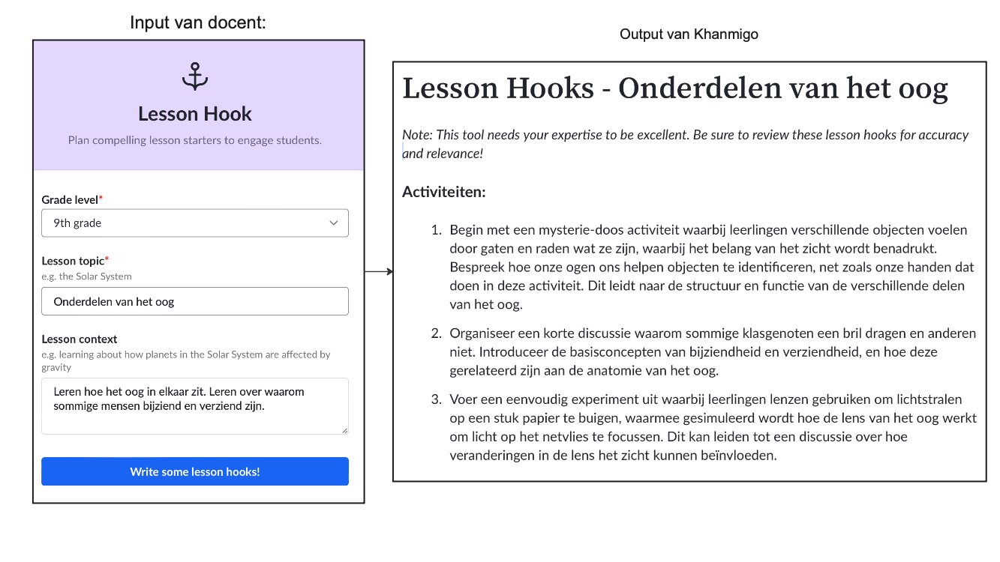 Input van docent:
Lesson Hook
Plan compelling lesson starters to engage students.
Grade level*
9th grade
Lesson topic*
e.g. the Solar System
Onderdelen van het oog
Lesson context
e.g. learning about how planets in the Solar System are affected by
gravity
Leren hoe het oog in elkaar zit. Leren over waarom
sommige mensen bijziend en verziend zijn.
Write some lesson hooks!
Output van Khanmigo
Lesson Hooks - Onderdelen van het oog
Note: This tool needs your expertise to be excellent. Be sure to review these lesson hooks for accuracy
and relevance!
Activiteiten:
1. Begin met een mysterie-doos activiteit waarbij leerlingen verschillende objecten voelen
door gaten en raden wat ze zijn, waarbij het belang van het zicht wordt benadrukt.
Bespreek hoe onze ogen ons helpen objecten te identificeren, net zoals onze handen dat
doen in deze activiteit. Dit leidt naar de structuur en functie van de verschillende delen
van het oog.
2. Organiseer een korte discussie waarom sommige klasgenoten een bril dragen en anderen
niet. Introduceer de basisconcepten van bijziendheid en verziendheid, en hoe deze
gerelateerd zijn aan de anatomie van het oog.
3. Voer een eenvoudig experiment uit waarbij leerlingen lenzen gebruiken om lichtstralen
op een stuk papier te buigen, waarmee gesimuleerd wordt hoe de lens van het oog werkt
om licht op het netvlies te focussen. Dit kan leiden tot een discussie over hoe
veranderingen in de lens het zicht kunnen beïnvloeden.